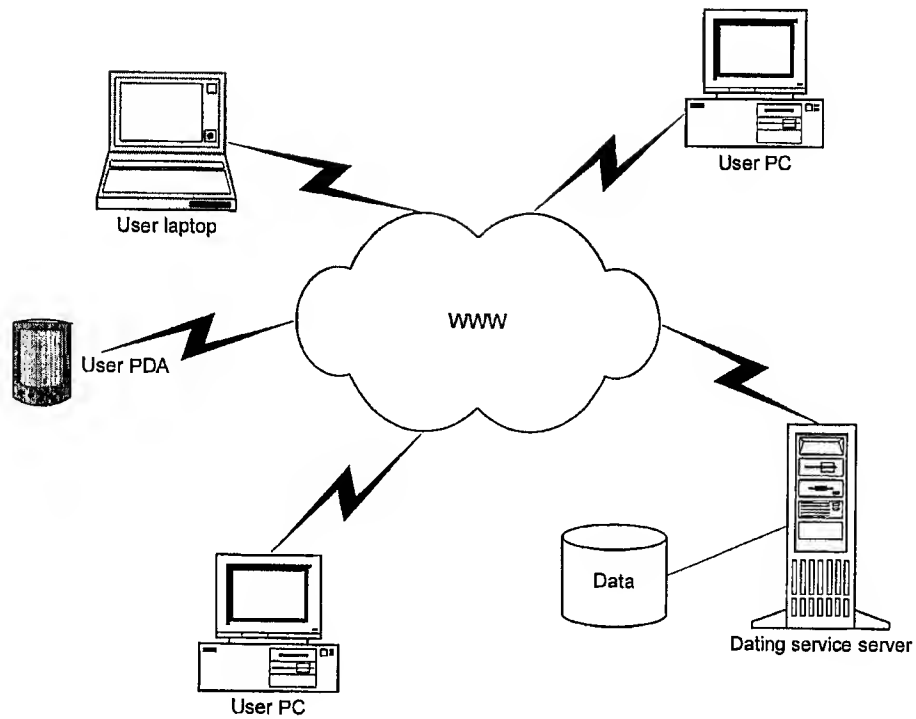 User PC
User laptop
WWW
User PDA
Data
Dating service server
User PC